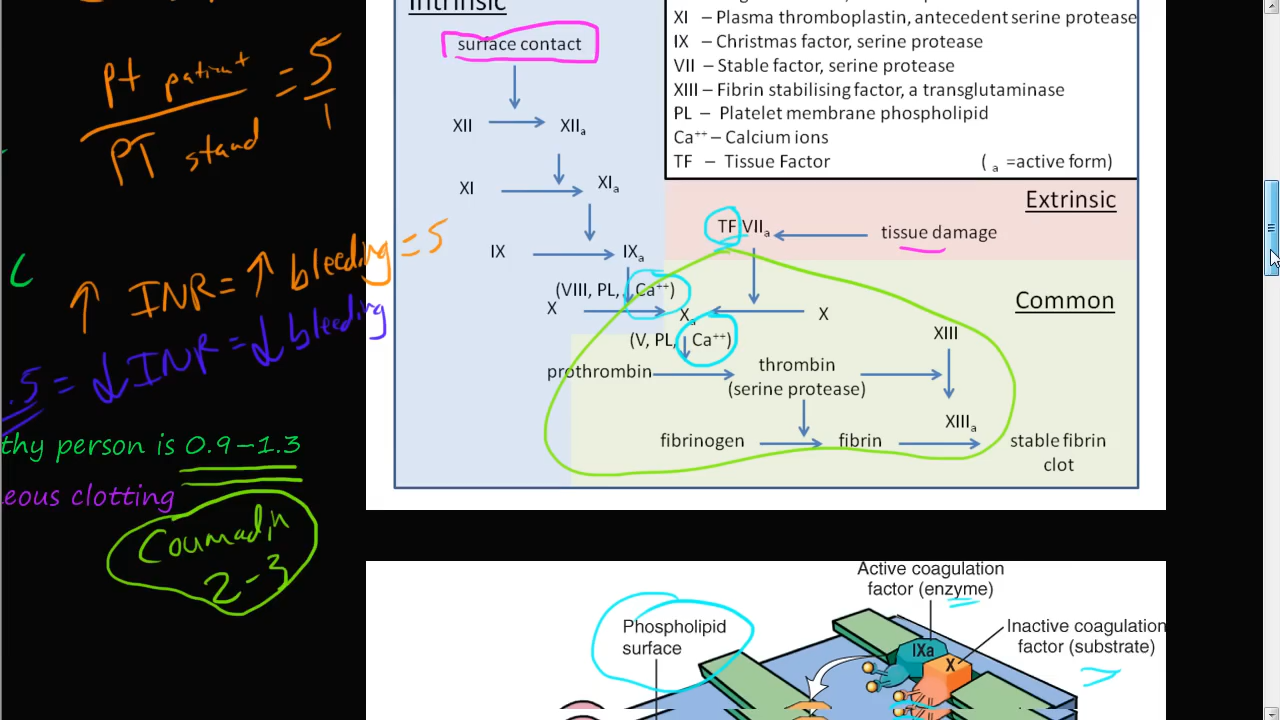 Pt patient = 5
PT stand 1
↑ INR = ↑ bleeding = 5
.5 = ↓ INR = ↓ bleeding
thy person is 0.9–1.3
eous clotting
Coumadin
2-3
Intrinsic
surface contact
XII XIIa
XI XIa
IX IXa
(VIII, PL, Ca++)
X Xa X
(V, PL, Ca++)
prothrombin thrombin
(serine protease)
fibrinogen fibrin
XI – Plasma thromboplastin, antecedent serine protease
IX – Christmas factor, serine protease
VII – Stable factor, serine protease
XIII – Fibrin stabilising factor, a transglutaminase
PL – Platelet membrane phospholipid
Ca++ – Calcium ions
TF – Tissue Factor ( a =active form)
Extrinsic
TF VIIa tissue damage
Common
XIII
XIIIa
stable fibrin
clot
Active coagulation
factor (enzyme)
Phospholipid
surface
Inactive coagulation
factor (substrate)
IXa
X